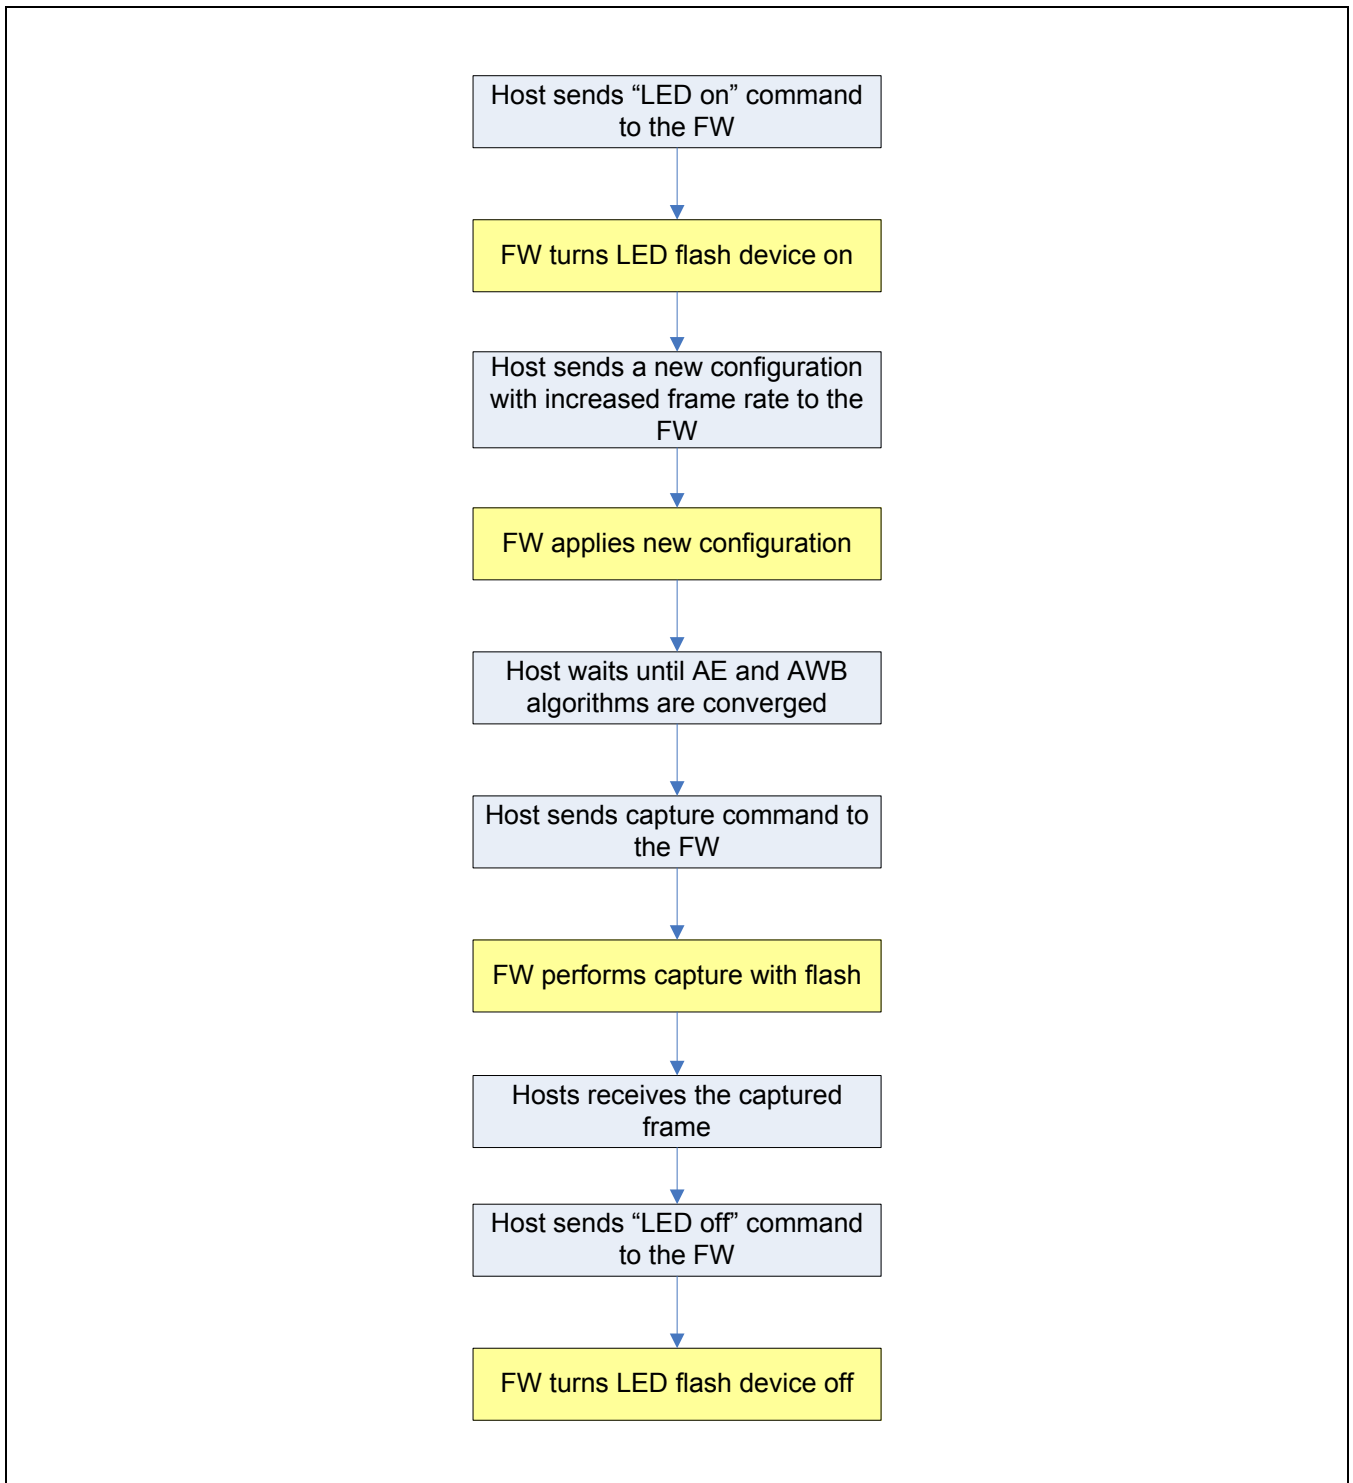 Host sends “LED on” command
to the FW
FW turns LED flash device on
Host sends a new configuration
with increased frame rate to the
FW
FW applies new configuration
Host waits until AE and AWB
algorithms are converged
Host sends capture command to
the FW
FW performs capture with flash
Hosts receives the captured
frame
Host sends “LED off” command
to the FW
FW turns LED flash device off